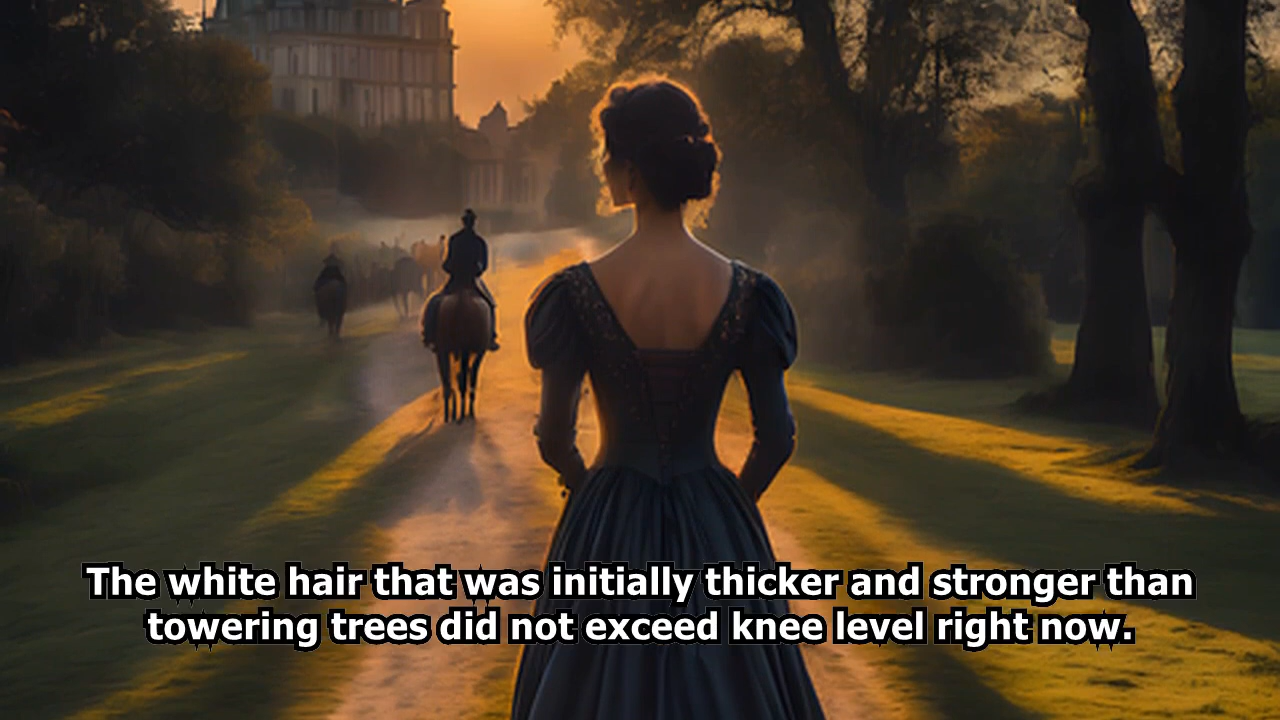 The white hair that was initially thicker and stronger than
towering trees did not exceed knee level right now.